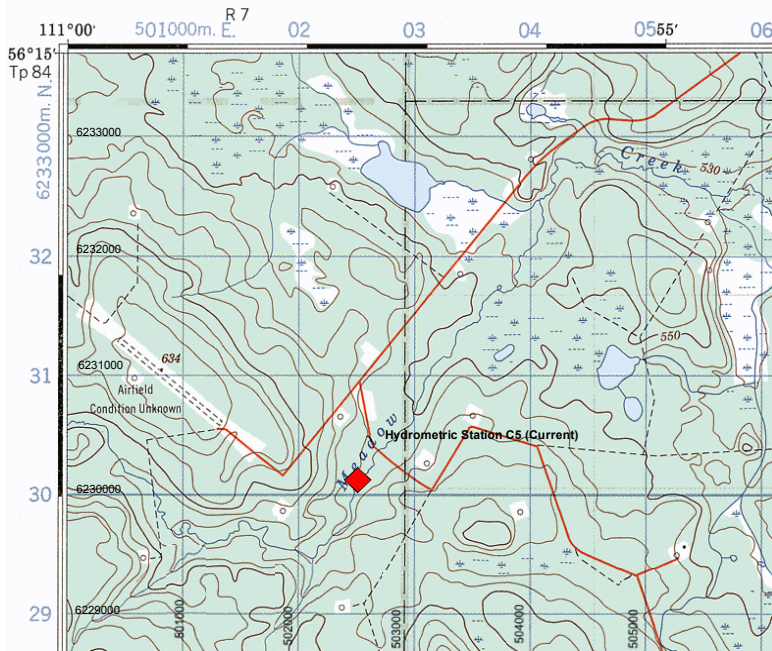 R 7
111°00' 501000m. E. 02 03 04 05 55' 06
56°15'
Tp 84
6233000m. N.
6233000
Creek
530
32
6232000
550
31
6231000
634
Airfield
Condition Unknown
Meadow
Hydrometric Station C5 (Current)
30
6230000
29
6229000
501000
502000
503000
504000
505000